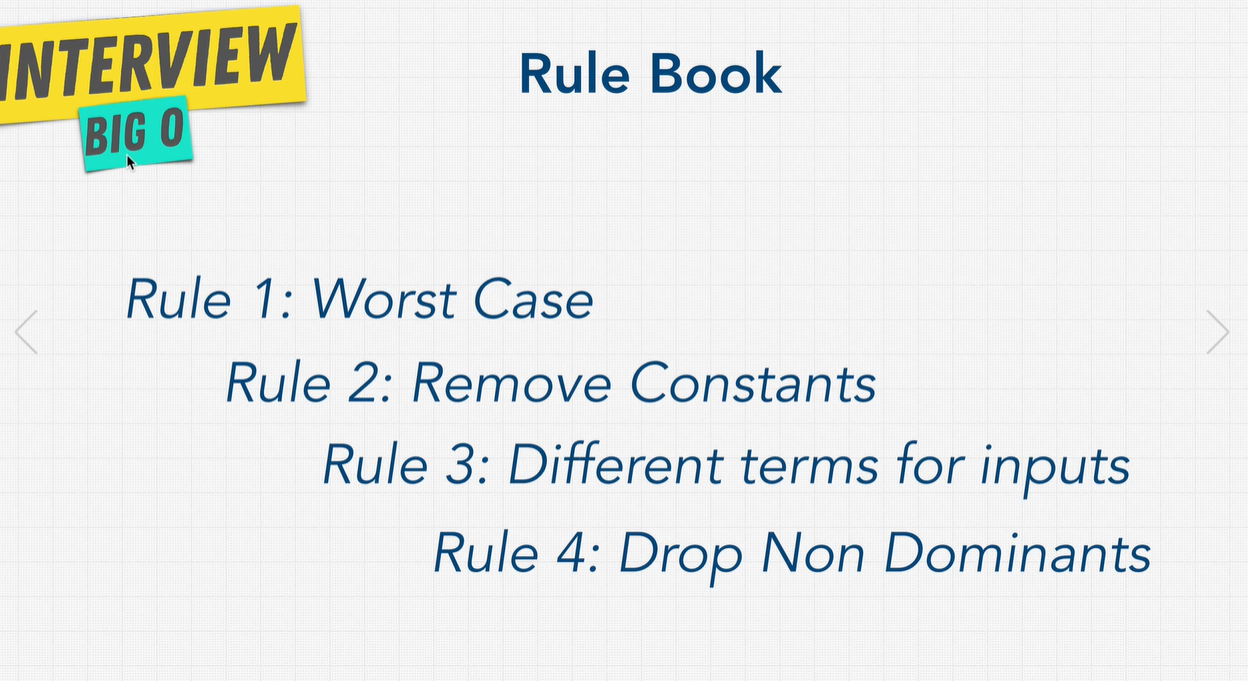 INTERVIEW
BIG O
Rule Book
Rule 1: Worst Case
Rule 2: Remove Constants
Rule 3: Different terms for inputs
Rule 4: Drop Non Dominants